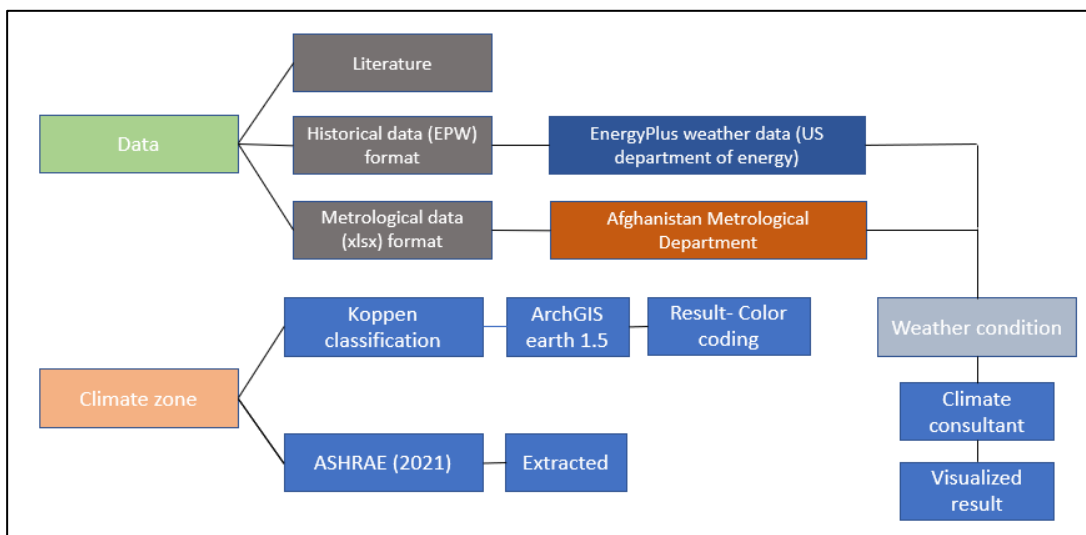 Literature
Data
Historical data (EPW)
format
EnergyPlus weather data (US
department of energy)
Metrological data
(xlsx) format
Afghanistan Metrological
Department
Koppen
classification
ArchGIS
earth 1.5
Result- Color
coding
Weather condition
Climate zone
Climate
consultant
ASHRAE (2021)
Extracted
Visualized
result